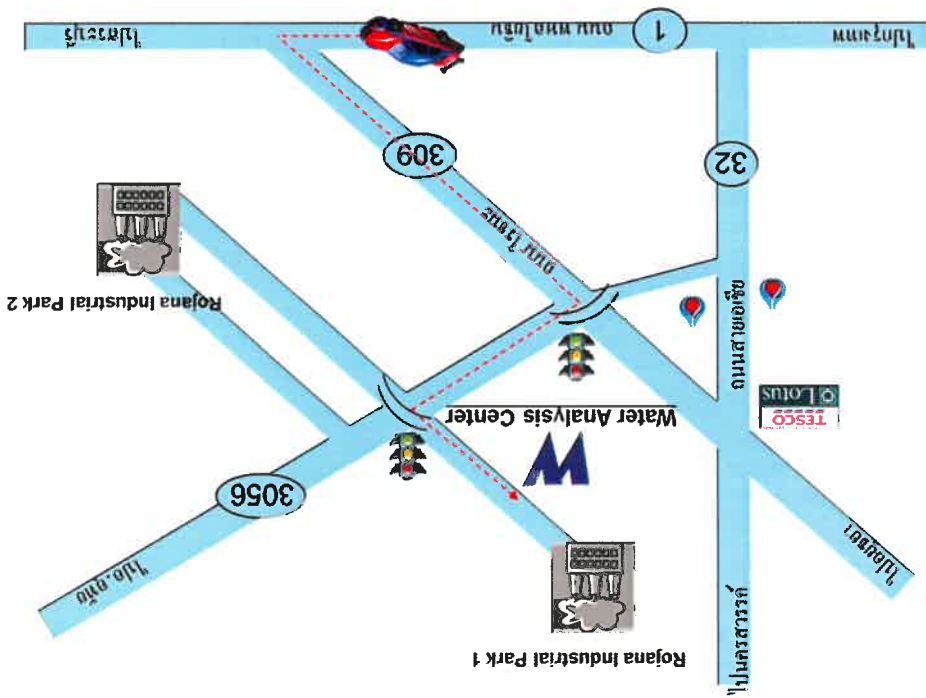 ไปนครสวรรค์
Rojana Industrial Park 1
ไปอ.อุทัย
ไปอยุธยา
3056
W
TESCO
Lotus
Water Analysis Center
ถนนสายเอเซีย
Rojana Industrial Park 2
ถนน โรจนะ
32
309
ไปกรุงเทพ
1
ถนน พหลโยธิน
ไปสระบุรี